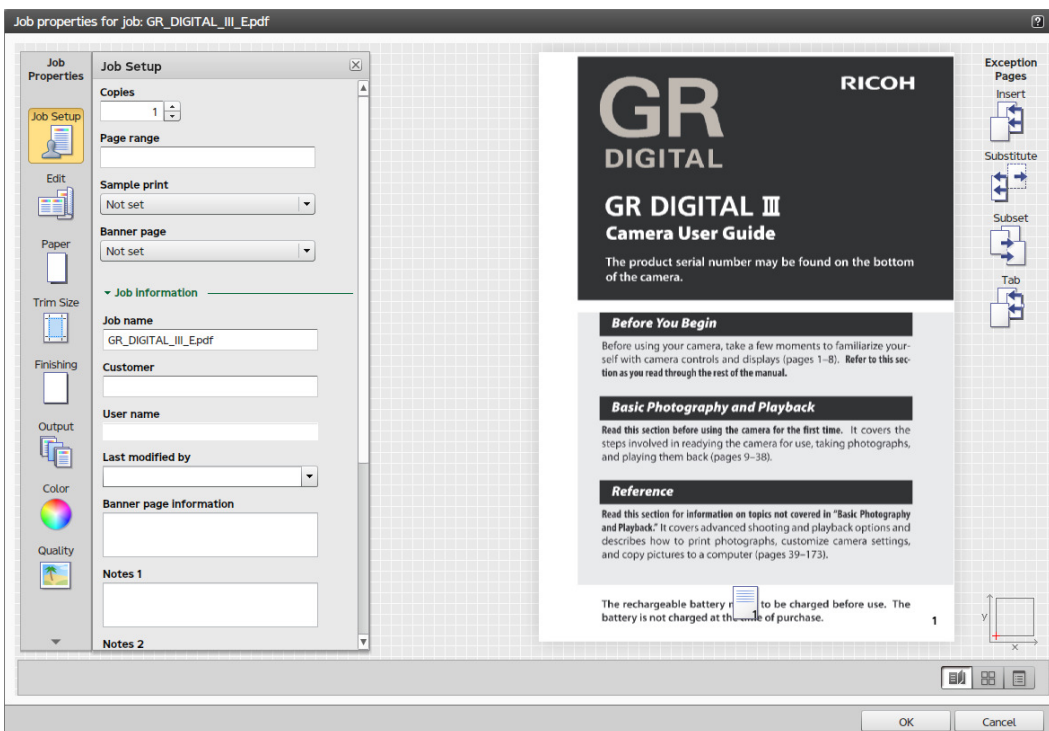 Job properties for job: GR_DIGITAL_III_E.pdf
?
Job
Properties
Job Setup
Edit
Paper
Trim Size
Finishing
Output
Color
Quality
Job Setup
Copies
1
Page range
Sample print
Not set
Banner page
Not set
Job information
Job name
GR_DIGITAL_III_E.pdf
Customer
User name
Last modified by
Banner page information
Notes 1
Notes 2
RICOH
GR
DIGITAL
GR DIGITAL III
Camera User Guide
The product serial number may be found on the bottom
of the camera.
Before You Begin
Before using your camera, take a few moments to familiarize your-
self with camera controls and displays (pages 1–8). Refer to this sec-
tion as you read through the rest of the manual.
Basic Photography and Playback
Read this section before using the camera for the first time. It covers the
steps involved in readying the camera for use, taking photographs,
and playing them back (pages 9–38).
Reference
Read this section for information on topics not covered in "Basic Photography
and Playback." It covers advanced shooting and playback options and
describes how to print photographs, customize camera settings,
and copy pictures to a computer (pages 39–173).
The rechargeable battery to be charged before use. The
battery is not charged at the of purchase.
1
1
Exception
Pages
Insert
Substitute
Subset
Tab
y
x
OK
Cancel